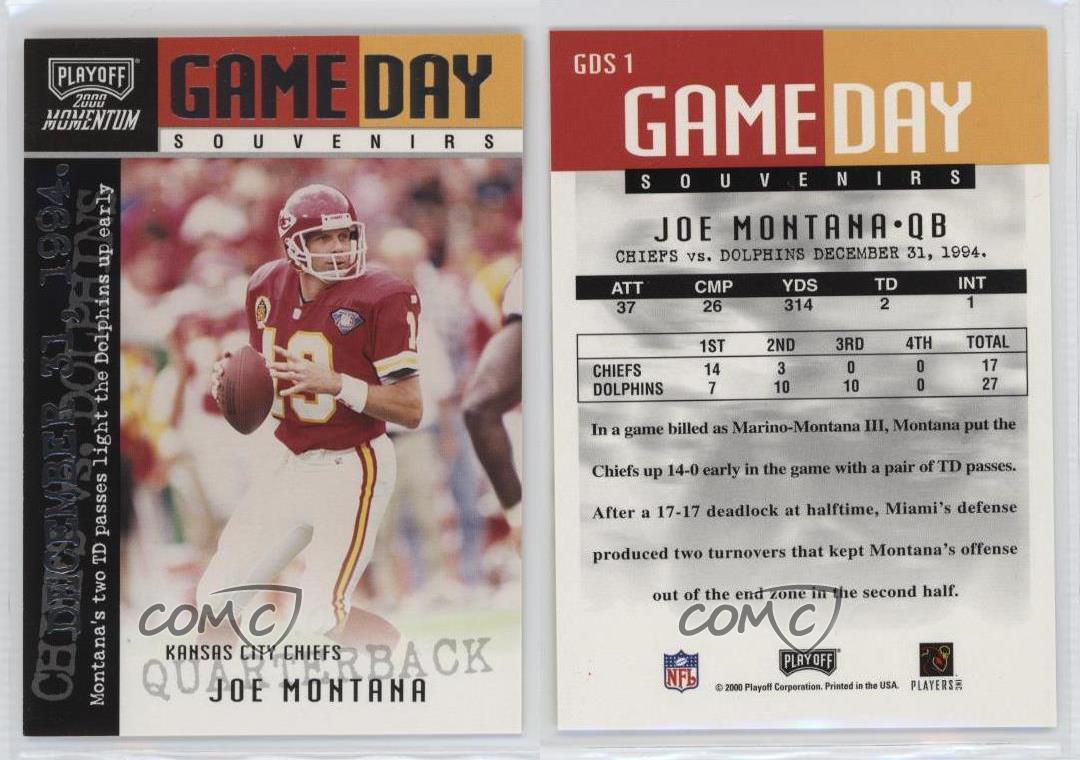 PLAYOFF
2000
MOMENTUM
GAME DAY
SOUVENIRS
CHIEFS vs. DOLPHINS
DECEMBER 31, 1994.
Montana's two TD passes light the Dolphins up early
19
COMC
KANSAS CITY CHIEFS
QUARTERBACK
JOE MONTANA
GDS 1
GAME DAY
SOUVENIRS
JOE MONTANA•QB
CHIEFS vs. DOLPHINS DECEMBER 31, 1994.
ATT CMP YDS TD INT
37 26 314 2 1
1ST 2ND 3RD 4TH TOTAL
CHIEFS 14 3 0 0 17
DOLPHINS 7 10 10 0 27
In a game billed as Marino-Montana III, Montana put the
Chiefs up 14-0 early in the game with a pair of TD passes.
After a 17-17 deadlock at halftime, Miami's defense
produced two turnovers that kept Montana's offense
out of the end zone in the second half.
COMC
NFL
PLAYOFF
© 2000 Playoff Corporation. Printed in the USA.
PLAYERS INC